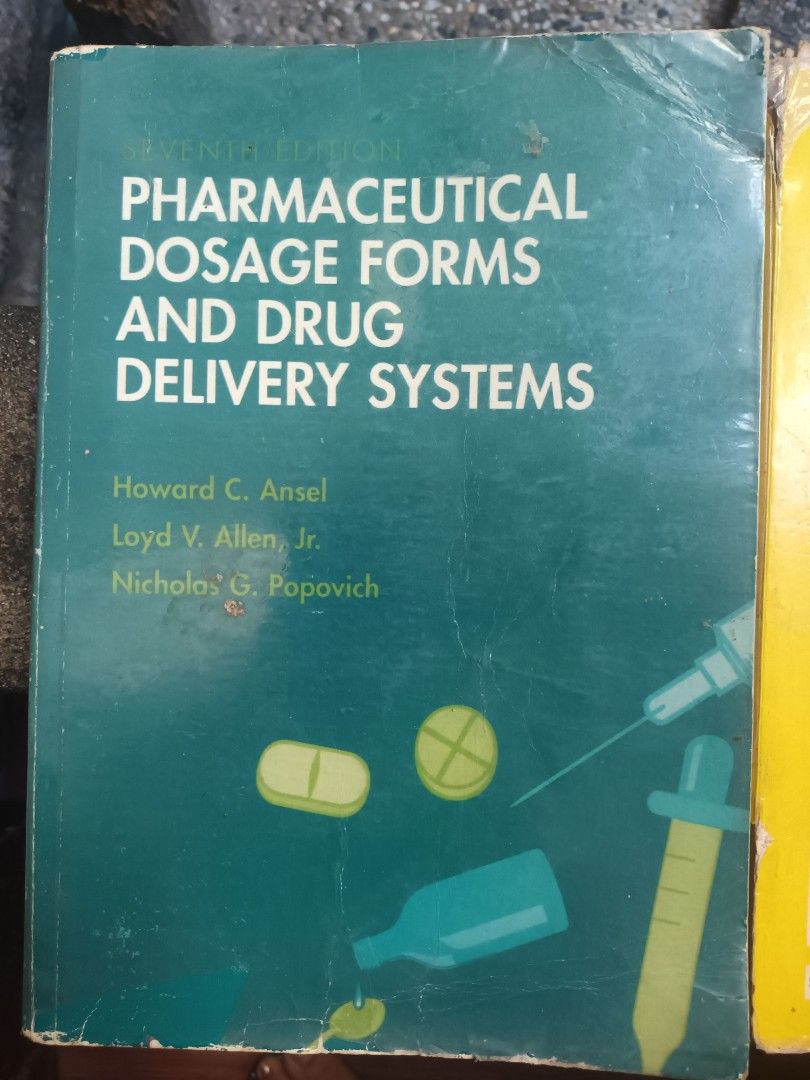 SEVENTH EDITION
PHARMACEUTICAL
DOSAGE FORMS
AND DRUG
DELIVERY SYSTEMS
Howard C. Ansel
Loyd V. Allen, Jr.
Nicholas G. Popovich